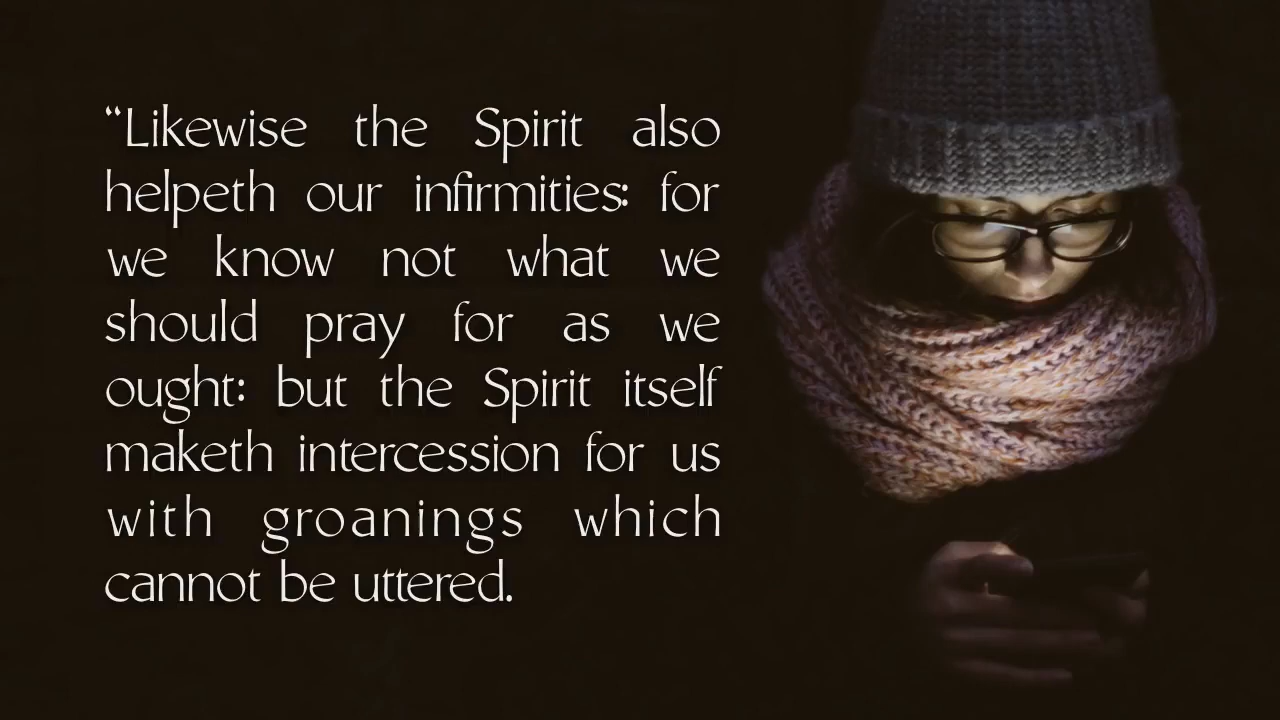 “Likewise the Spirit also
helpeth our infirmities: for
we know not what we
should pray for as we
ought: but the Spirit itself
maketh intercession for us
with groanings which
cannot be uttered.